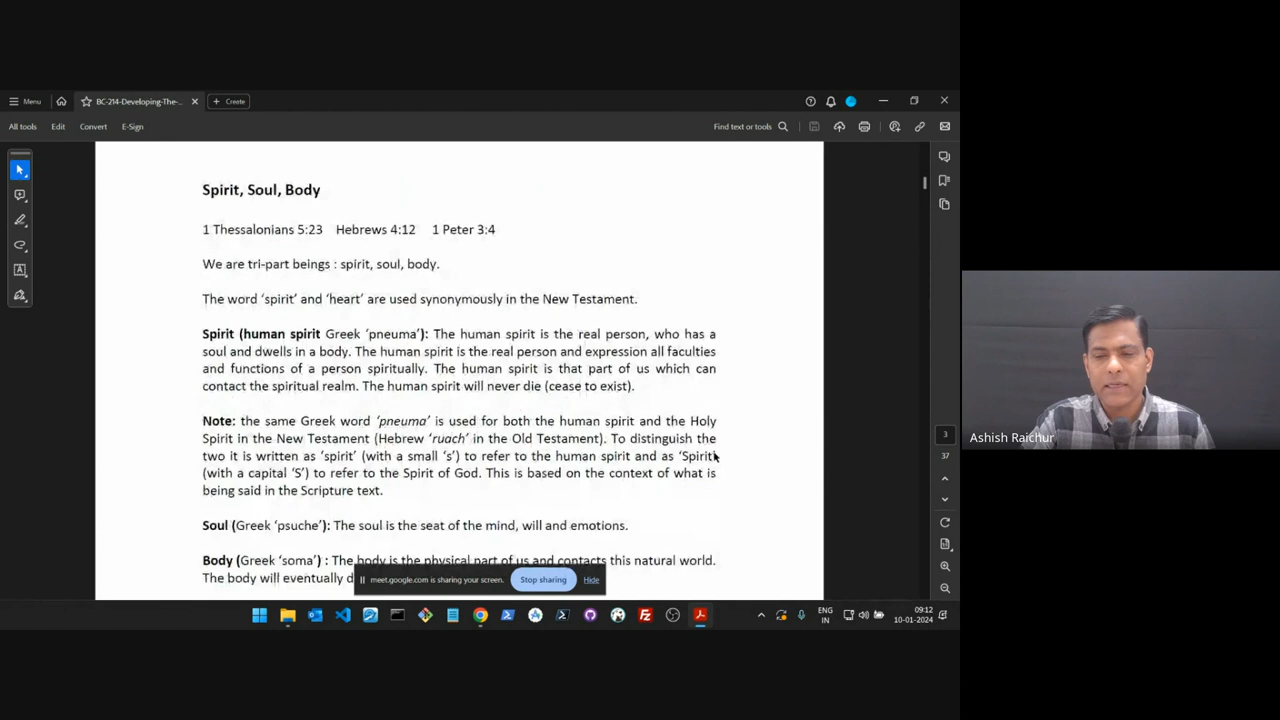 Menu
BC-214-Developing-The-...
Create
All tools
Edit
Convert
E-Sign
Find text or tools
Spirit, Soul, Body
1 Thessalonians 5:23 Hebrews 4:12 1 Peter 3:4
We are tri-part beings : spirit, soul, body.
The word ‘spirit’ and ‘heart’ are used synonymously in the New Testament.
Spirit (human spirit Greek ‘pneuma’): The human spirit is the real person, who has a
soul and dwells in a body. The human spirit is the real person and expression all faculties
and functions of a person spiritually. The human spirit is that part of us which can
contact the spiritual realm. The human spirit will never die (cease to exist).
Note: the same Greek word ‘pneuma’ is used for both the human spirit and the Holy
Spirit in the New Testament (Hebrew ‘ruach’ in the Old Testament). To distinguish the
two it is written as ‘spirit’ (with a small ‘s’) to refer to the human spirit and as ‘Spirit’
(with a capital ‘S’) to refer to the Spirit of God. This is based on the context of what is
being said in the Scripture text.
Soul (Greek ‘psuche’): The soul is the seat of the mind, will and emotions.
Body (Greek ‘soma’) : The body is the physical part of us and contacts this natural world.
The body will eventually d
meet.google.com is sharing your screen.
Stop sharing
Hide
3
37
Ashish Raichur
ENG
IN
09:12
10-01-2024